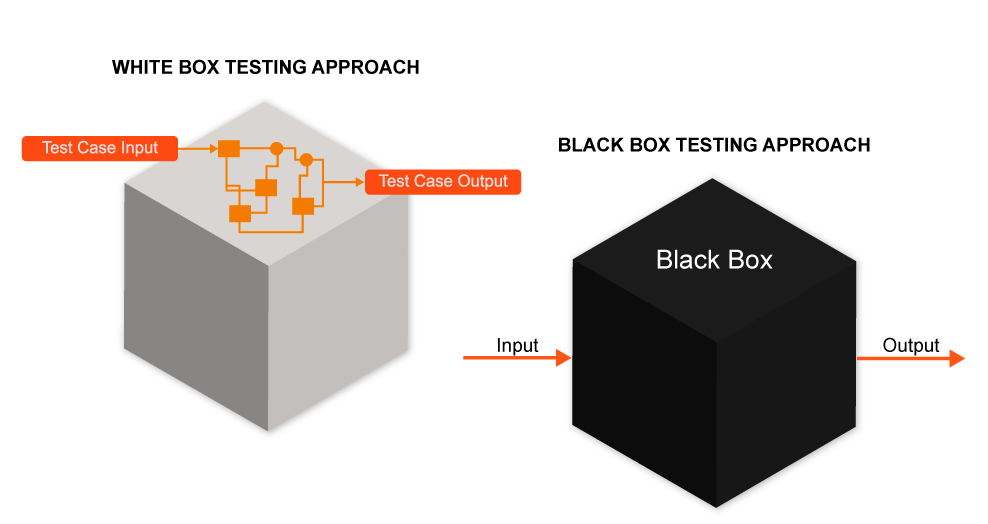 WHITE BOX TESTING APPROACH
Test Case Input
Test Case Output
BLACK BOX TESTING APPROACH
Black Box
Input
Output